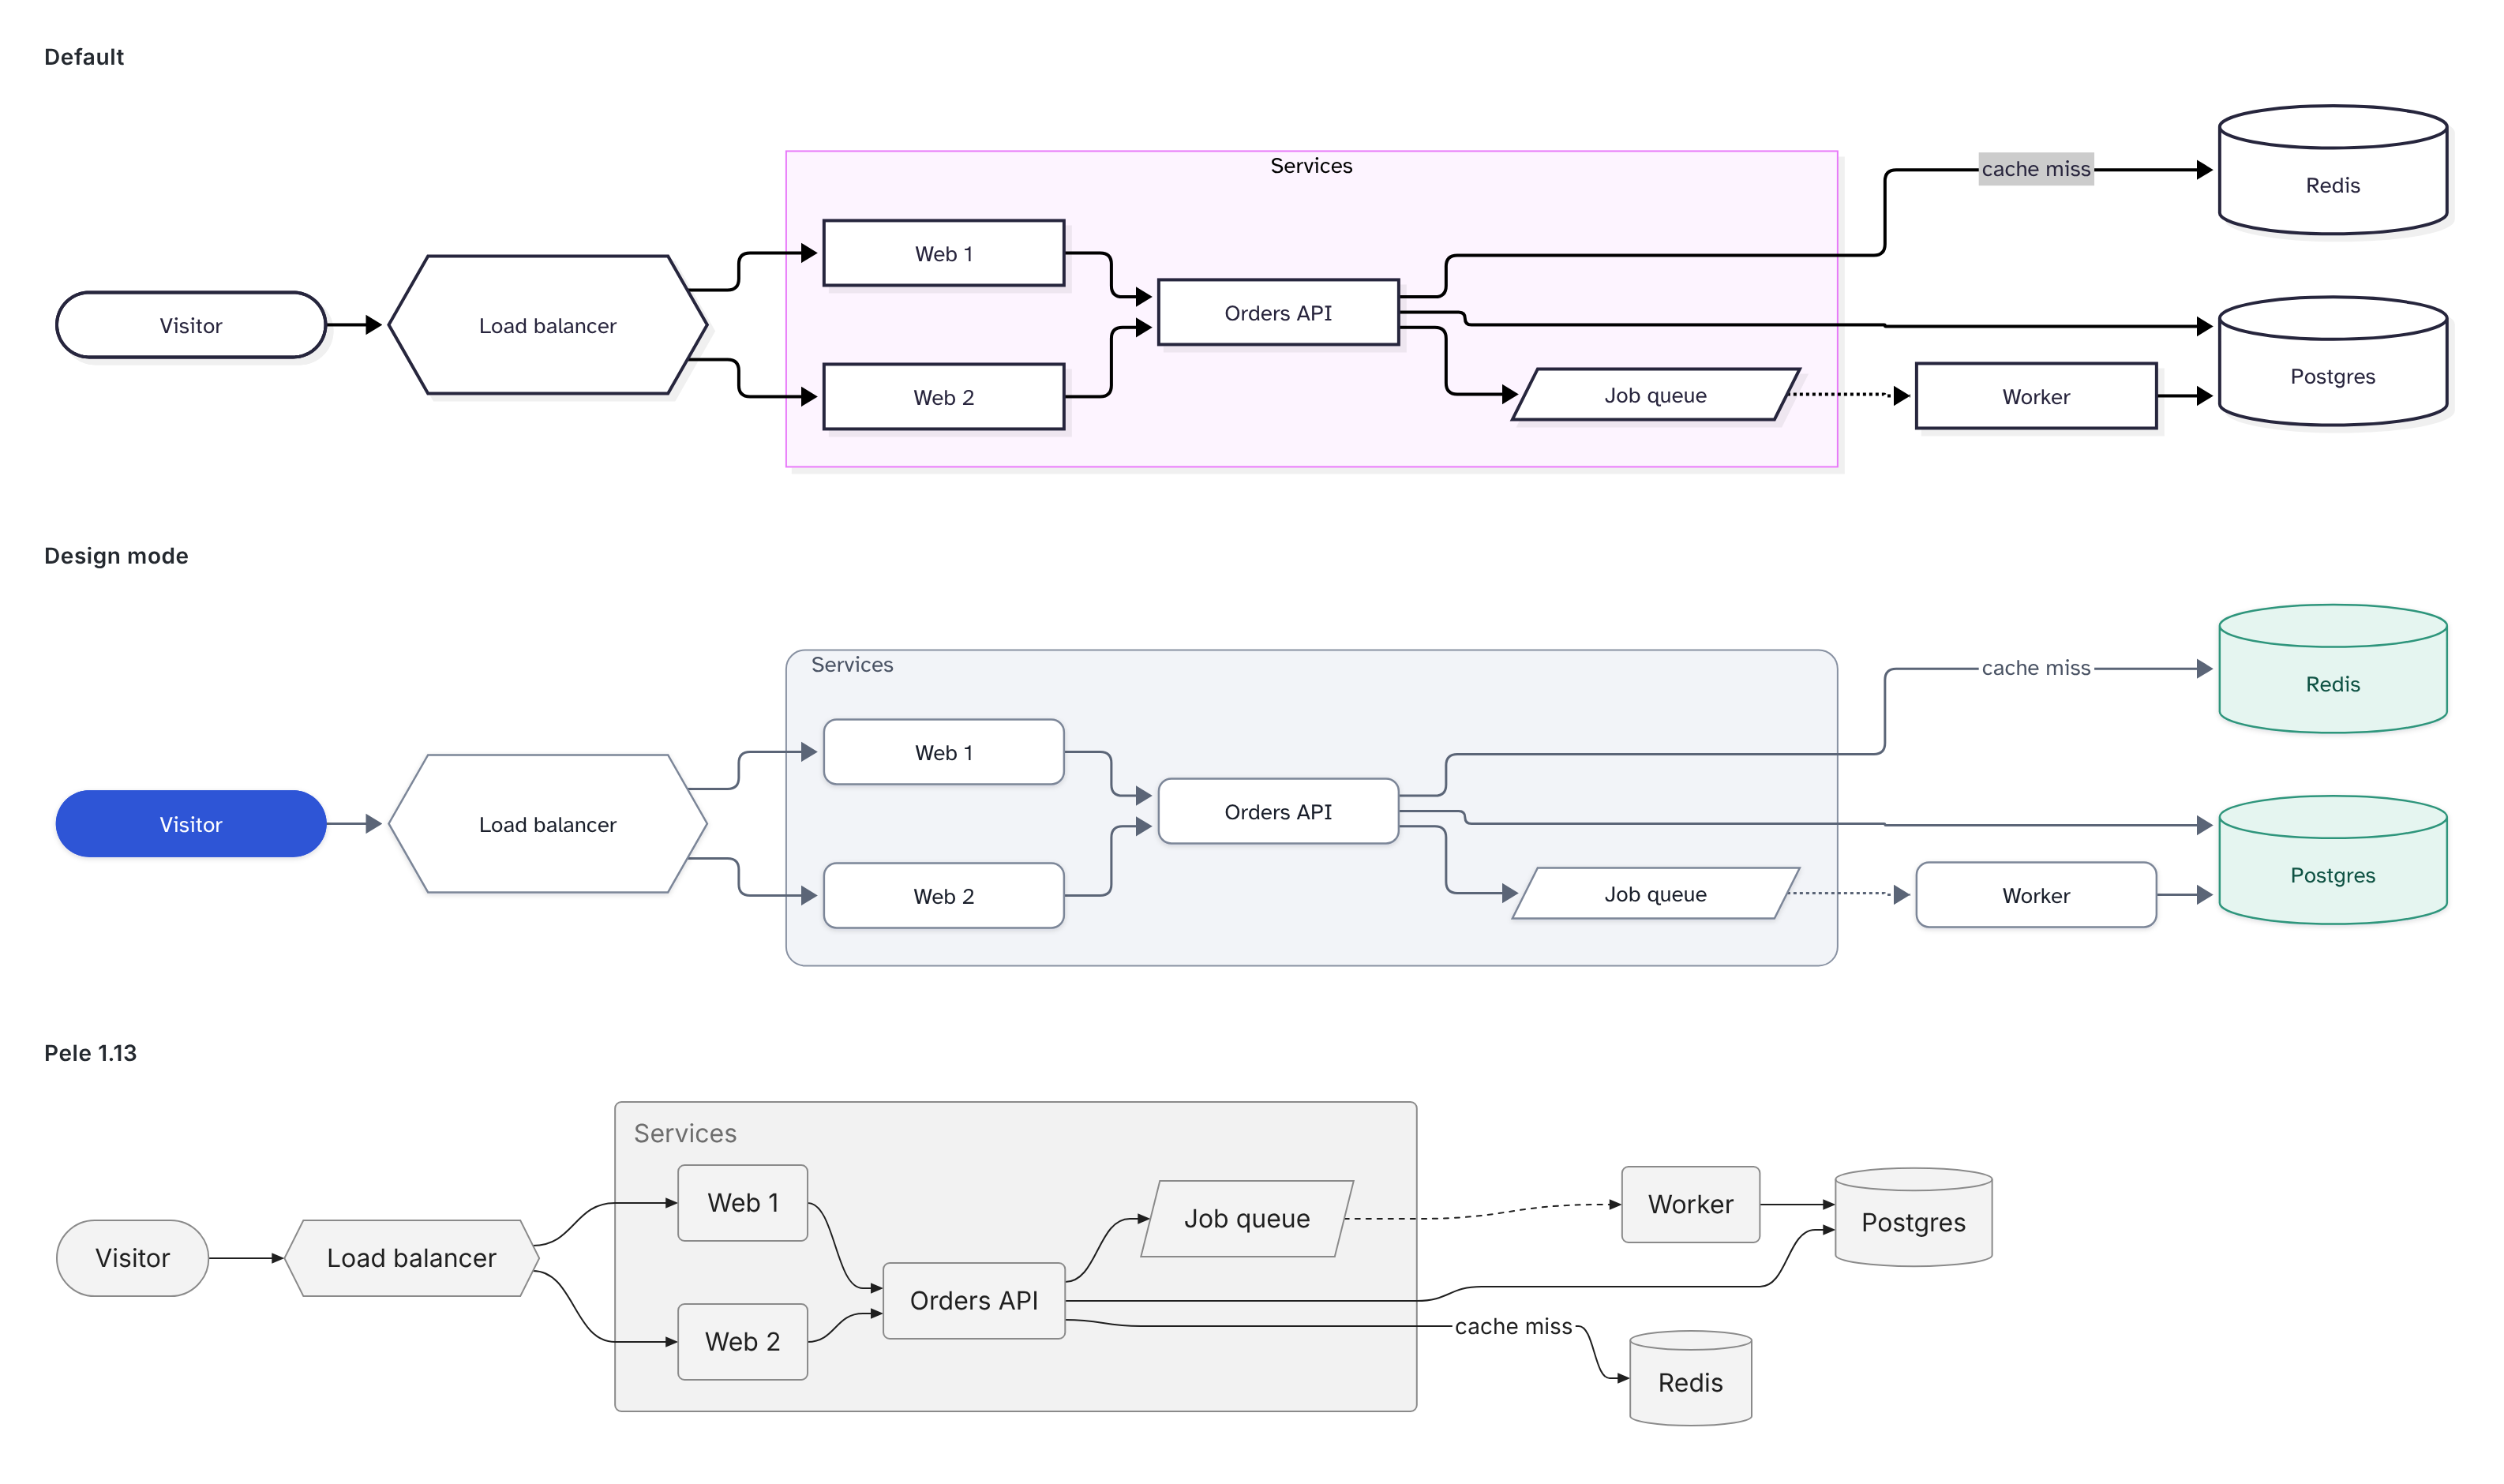 Default
Services
cache miss
Redis
Web 1
Orders API
Visitor
Load balancer
Postgres
Web 2
Job queue
Worker
Design mode
Services
cache miss
Redis
Web 1
Orders API
Visitor
Load balancer
Postgres
Web 2
Job queue
Worker
Pele 1.13
Services
Web 1
Job queue
Worker
Postgres
Visitor
Load balancer
Orders API
cache miss
Web 2
Redis